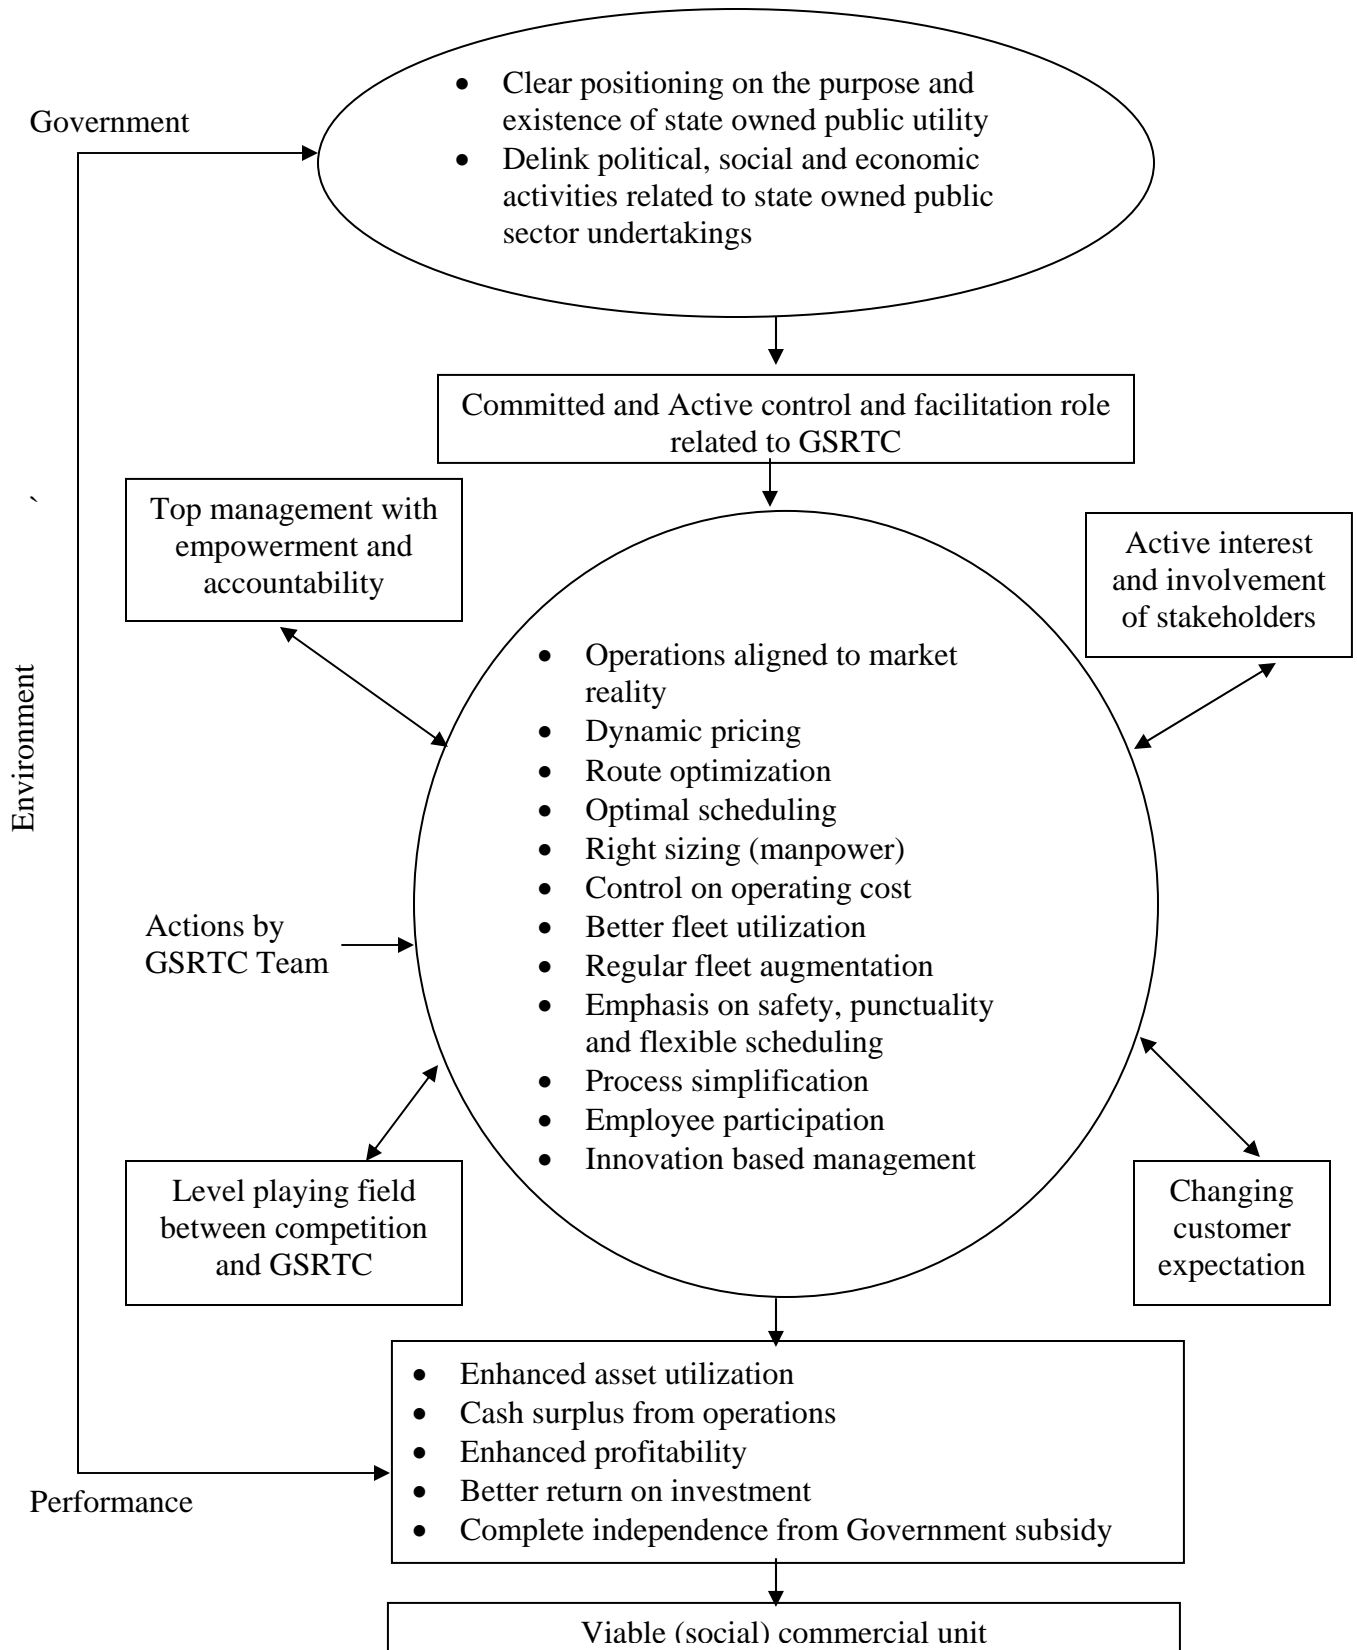 Government
• Clear positioning on the purpose and
existence of state owned public utility
• Delink political, social and economic
activities related to state owned public
sector undertakings
Committed and Active control and facilitation role
related to GSRTC
`
Environment
Top management with
empowerment and
accountability
Active interest
and involvement
of stakeholders
• Operations aligned to market
reality
• Dynamic pricing
• Route optimization
• Optimal scheduling
• Right sizing (manpower)
• Control on operating cost
• Better fleet utilization
• Regular fleet augmentation
• Emphasis on safety, punctuality
and flexible scheduling
• Process simplification
• Employee participation
• Innovation based management
Actions by
GSRTC Team
Level playing field
between competition
and GSRTC
Changing
customer
expectation
• Enhanced asset utilization
• Cash surplus from operations
• Enhanced profitability
• Better return on investment
• Complete independence from Government subsidy
Performance
Viable (social) commercial unit